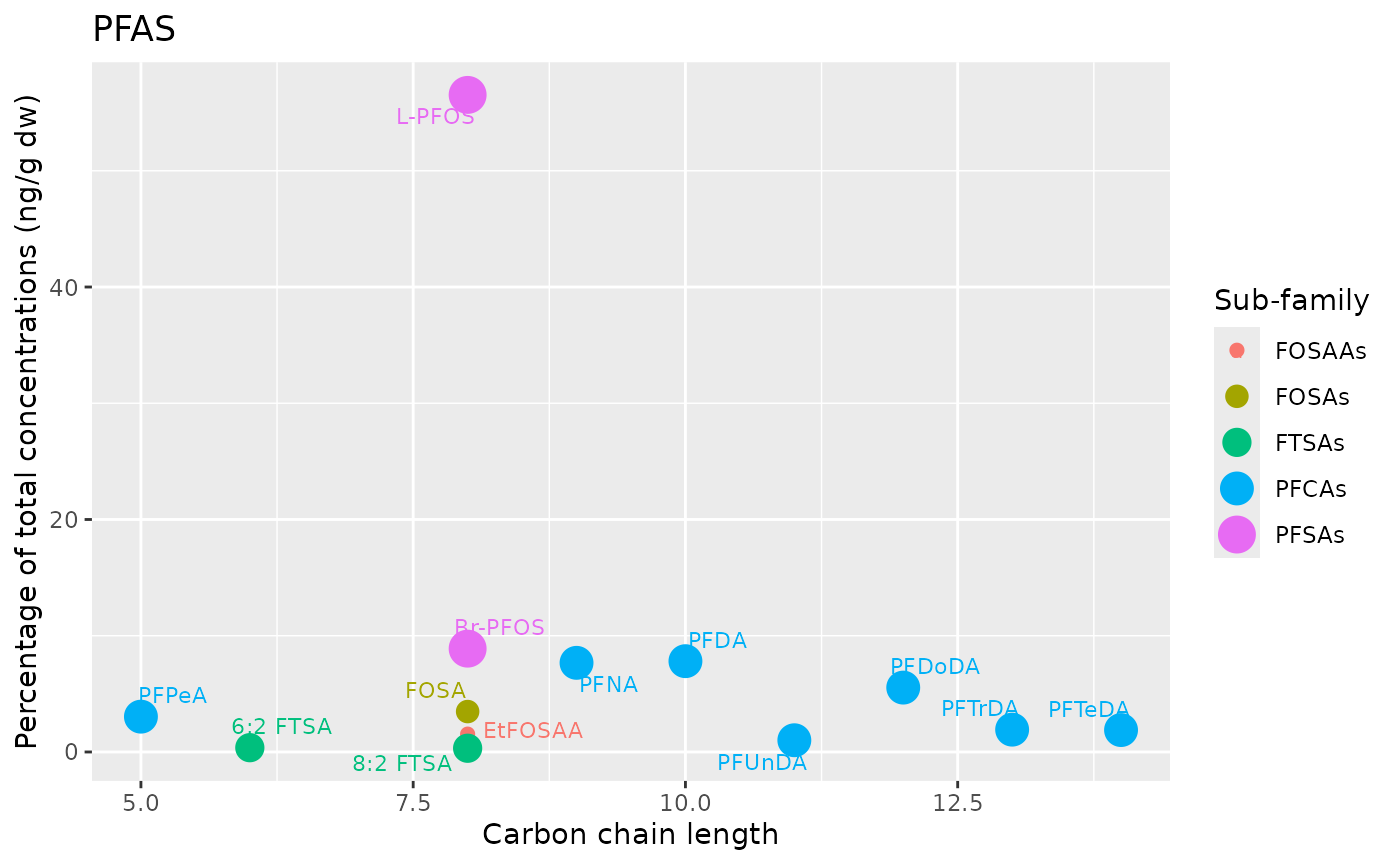 PFAS
Percentage of total concentrations (ng/g dw)
L-PFOS
40
20
Br-PFOS
PFDA
PFNA
PFDoDA
FOSA
PFPeA
PFTrDA
PFTeDA
6:2 FTSA
EtFOSAA
8:2 FTSA
PFUnDA
0
5.0
7.5
10.0
12.5
Carbon chain length
Sub-family
FOSAAs
FOSAs
FTSAs
PFCAs
PFSAs